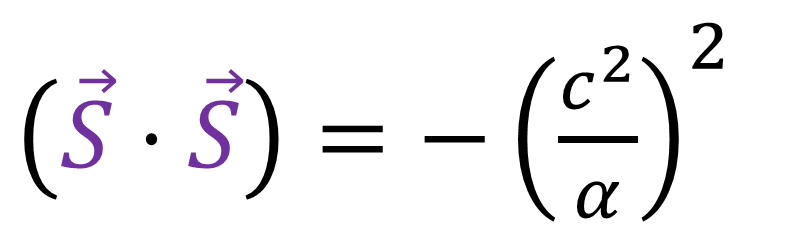 (S⃗ · S⃗) = −(c²/α)²